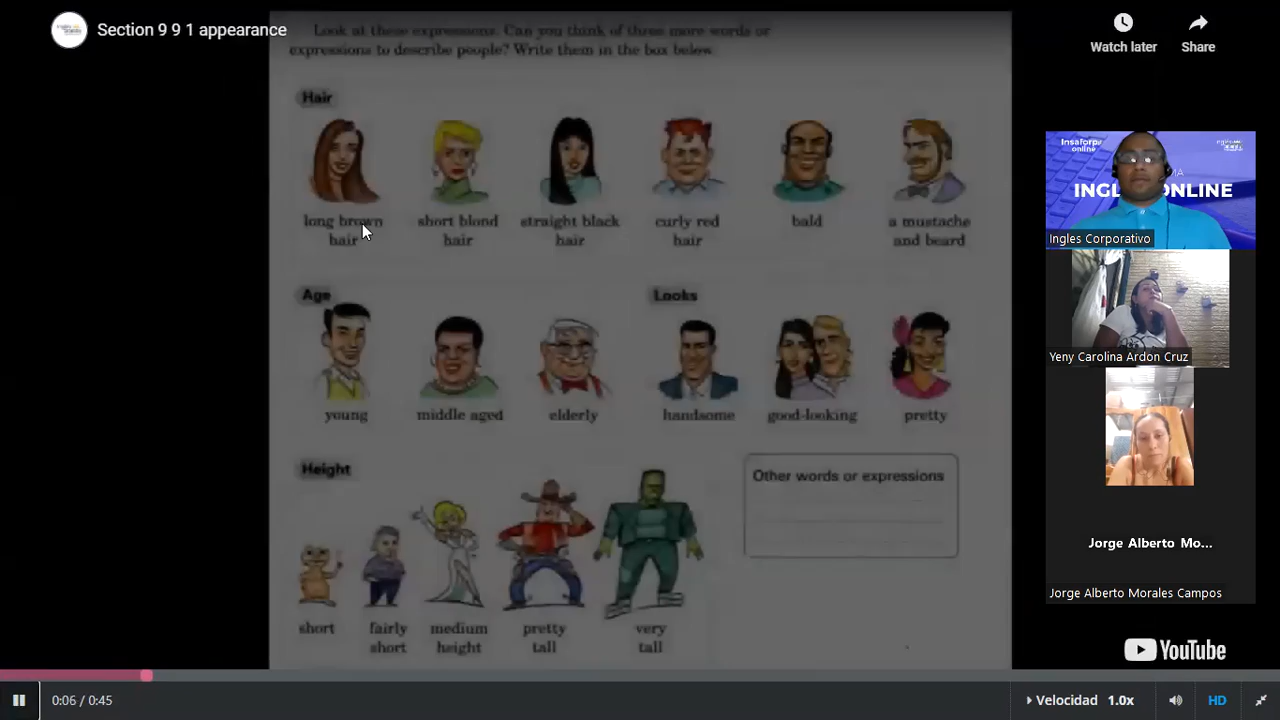 Section 9 9 1 appearance
Watch later
Share
Look at these expressions. Can you think of three more words or
expressions to describe people? Write them in the box below.
Hair
long brown
hair
short blond
hair
straight black
hair
curly red
hair
bald
a mustache
and beard
Age
young
middle aged
elderly
Looks
handsome
good-looking
pretty
Height
short
fairly
short
medium
height
pretty
tall
very
tall
Other words or expressions
Insaforp
online
INGL ONLINE
Ingles Corporativo
Yeny Carolina Ardon Cruz
Jorge Alberto Mo...
Jorge Alberto Morales Campos
YouTube
0:06 / 0:45
Velocidad 1.0x
HD